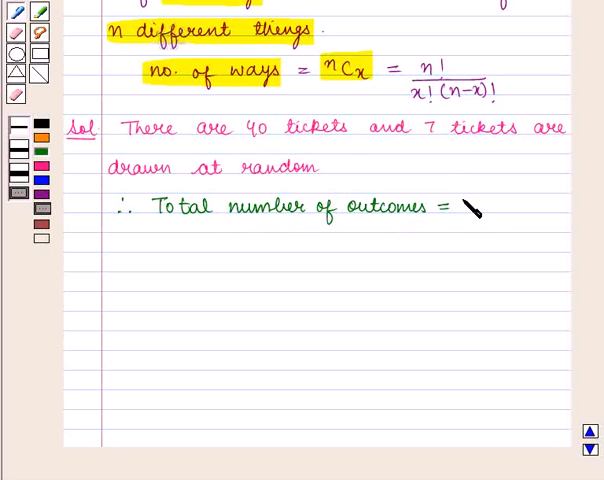 n different things.
no. of ways = nCx = n! / x! (n-x)!
Sol. There are 40 tickets and 7 tickets are
drawn at random
∴ Total number of outcomes =